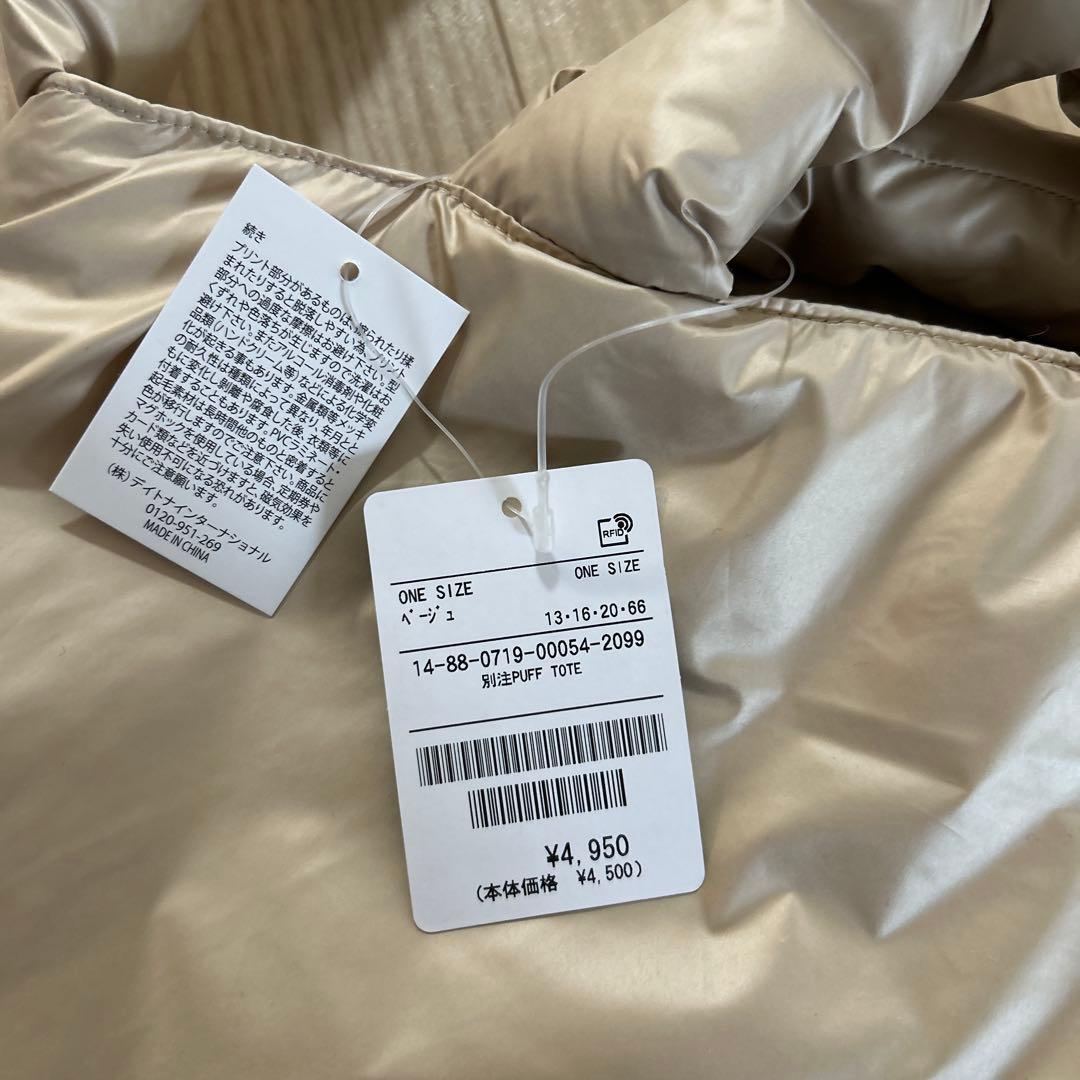 続き
プリント部分があるものは、擦られたり揉
まれたりすると脱落しやすい為、プリント
部分への過度な摩擦はお避け下さい。型
くずれや色落ちが生じますので洗濯はお
避け下さい。またアルコール消毒剤や化粧
品類（ハンドクリーム等）などによる化学変
化が起きる事もあります。金属類等メッキ
の耐久性は種類によって異なり、年月とと
もに変化し剥離や腐食した後、衣類等に
付着することもあります。PVCラミネート・
起毛素材は長時間他のものと密着すると
色が移行しますのでご注意下さい。商品に
マグホックを使用している場合、定期券や
カード類などを近づけますと、磁気効果を
失い使用不可になる恐れがあります。
十分にご注意願います。
(株)デイトナインターナショナル
0120-951-269
MADE IN CHINA
RFID
ONE SIZE ONE SIZE
ﾍﾞｰｼﾞｭ 13・16・20・66
14-88-0719-00054-2099
別注PUFF TOTE
¥4,950
(本体価格 ¥4,500)